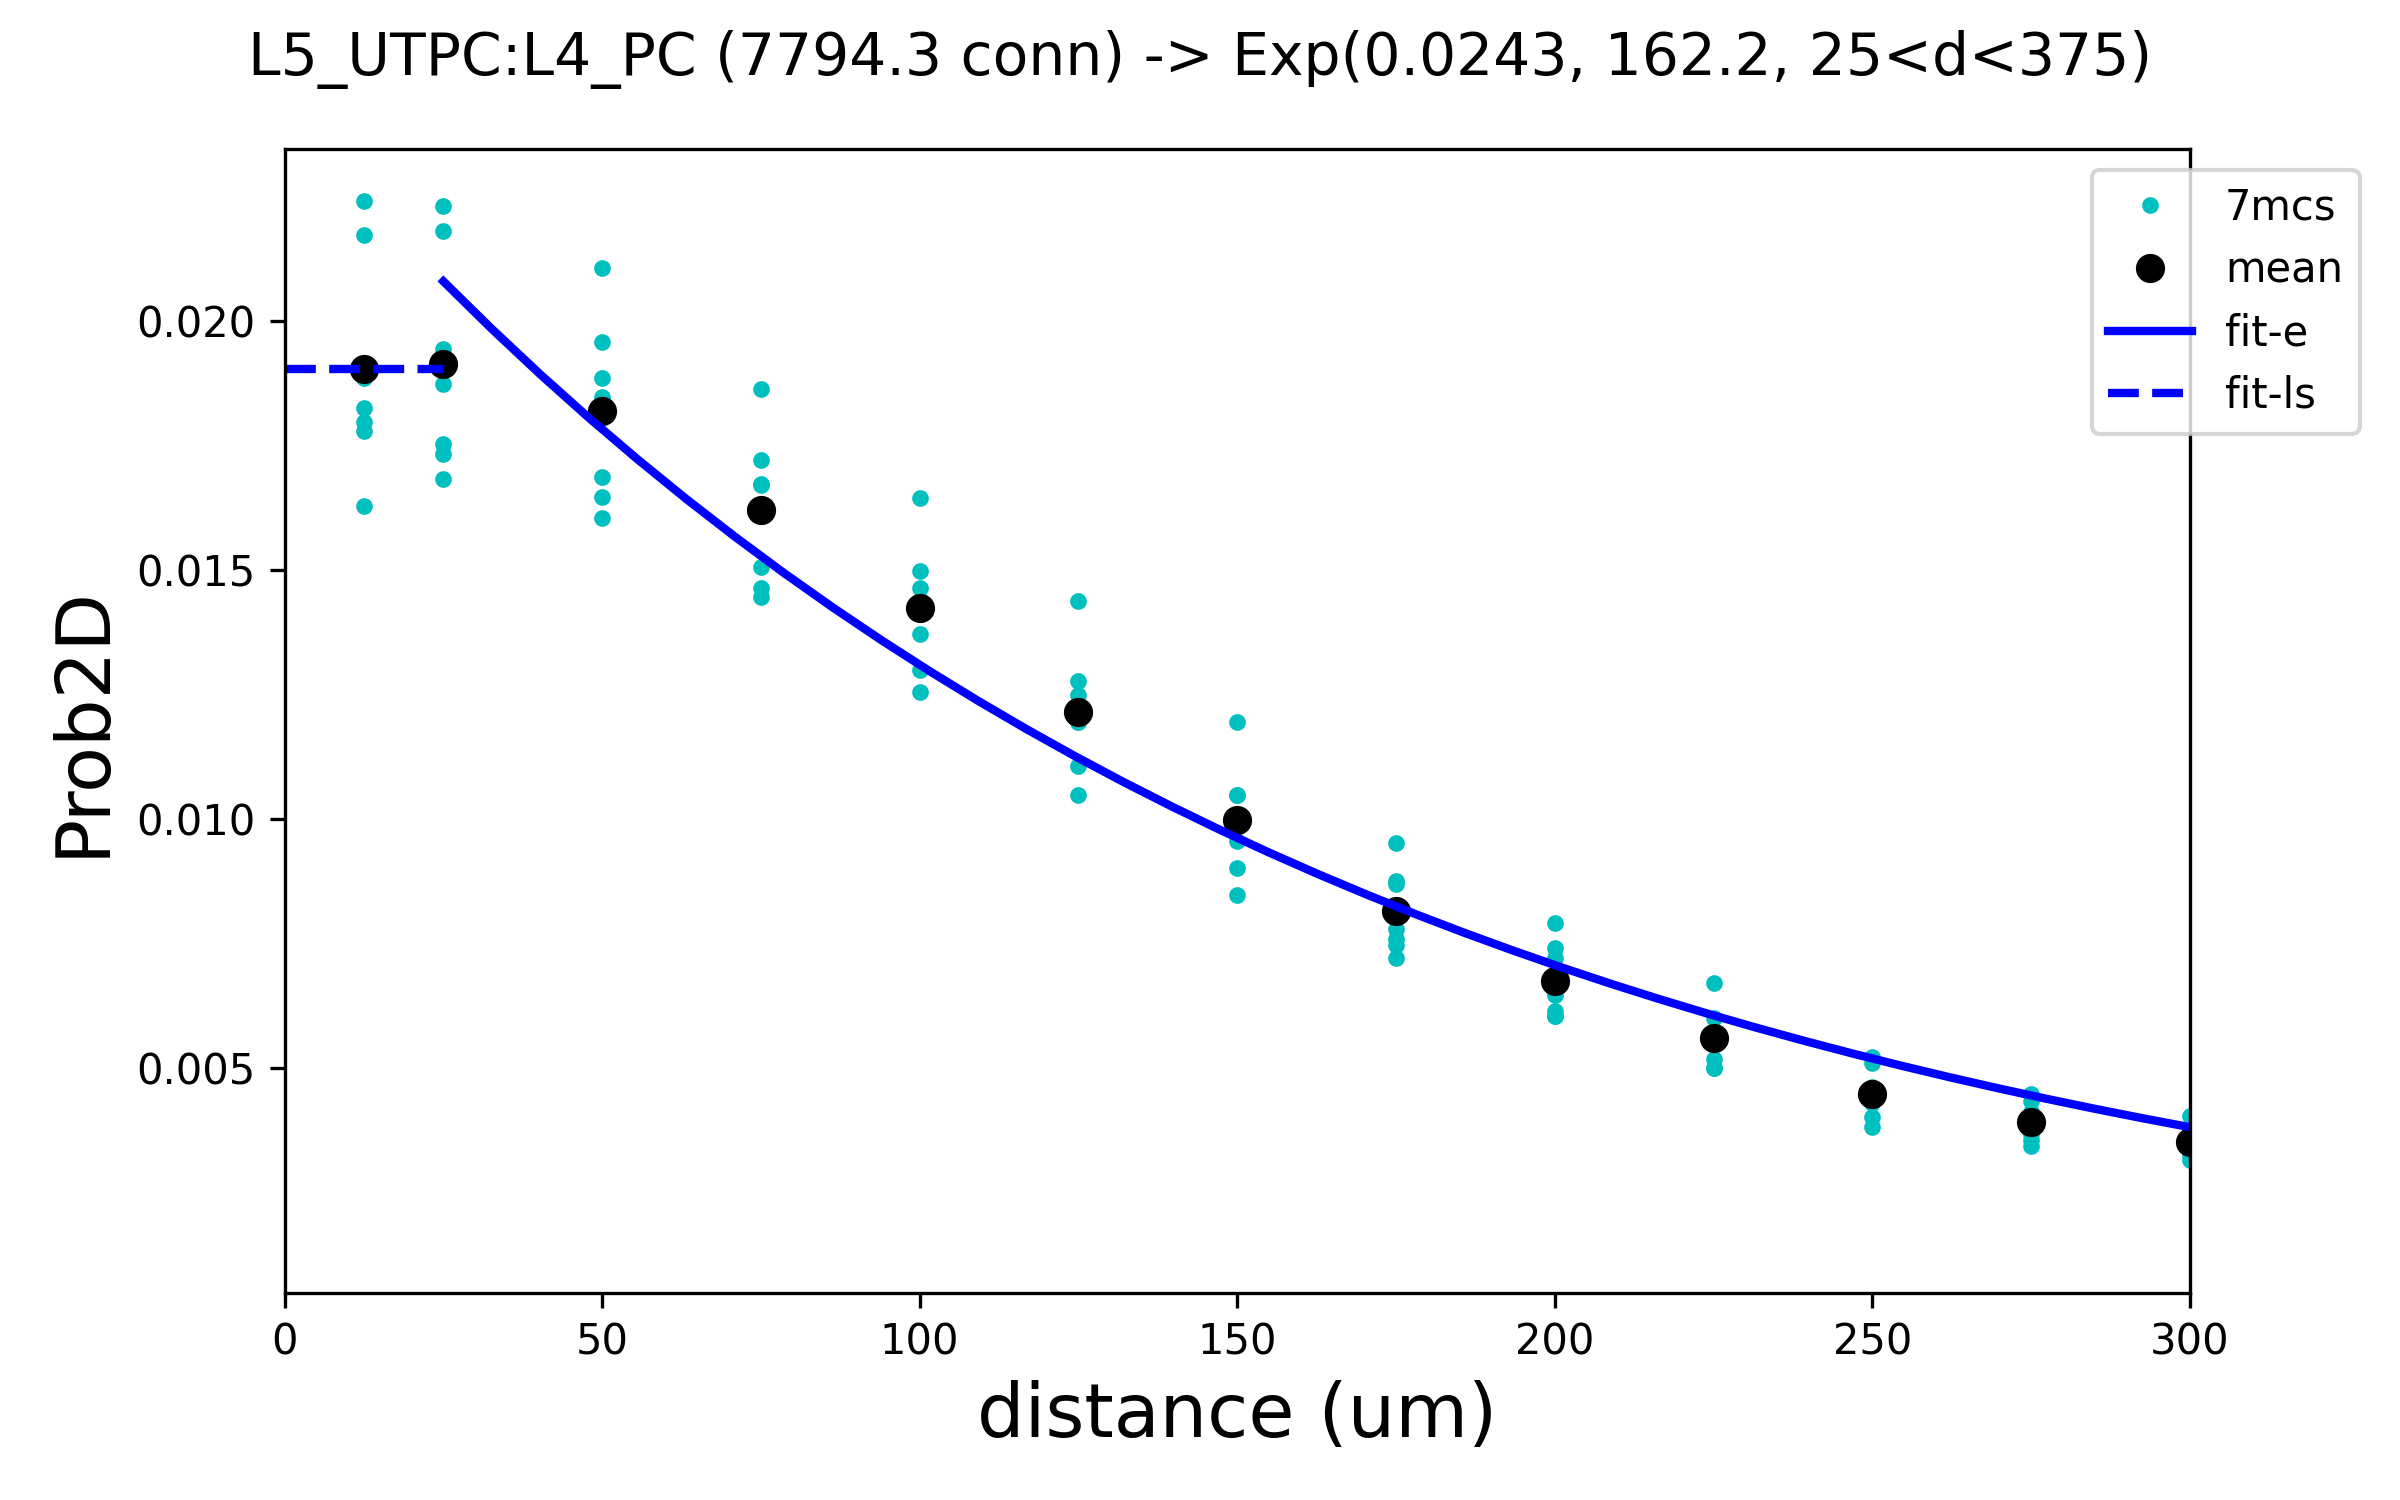 L5_UTPC:L4_PC (7794.3 conn) -> Exp(0.0243, 162.2, 25<d<375)
7mcs
mean
fit-e
fit-ls
0.020
0.015
0.010
0.005
Prob2D
0 50 100 150 200 250 300
distance (um)